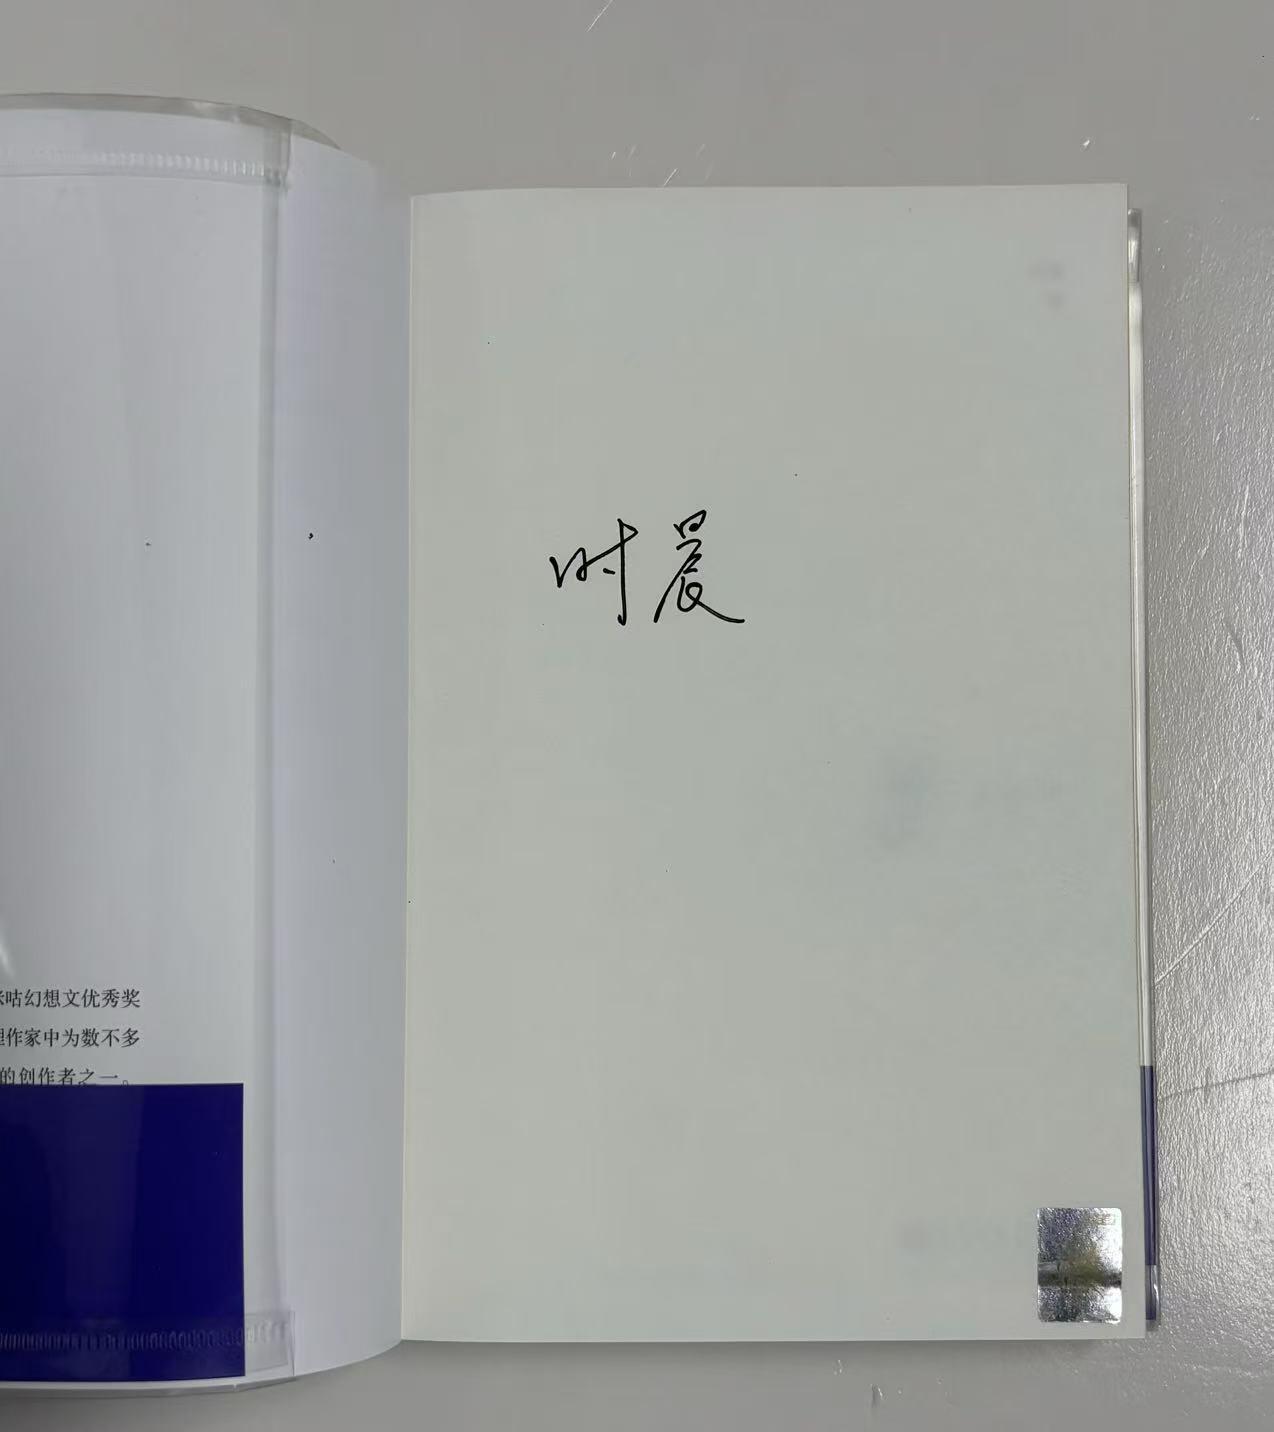 咕幻想文优秀奖
作家中为数不多
的创作者之一。
时晨